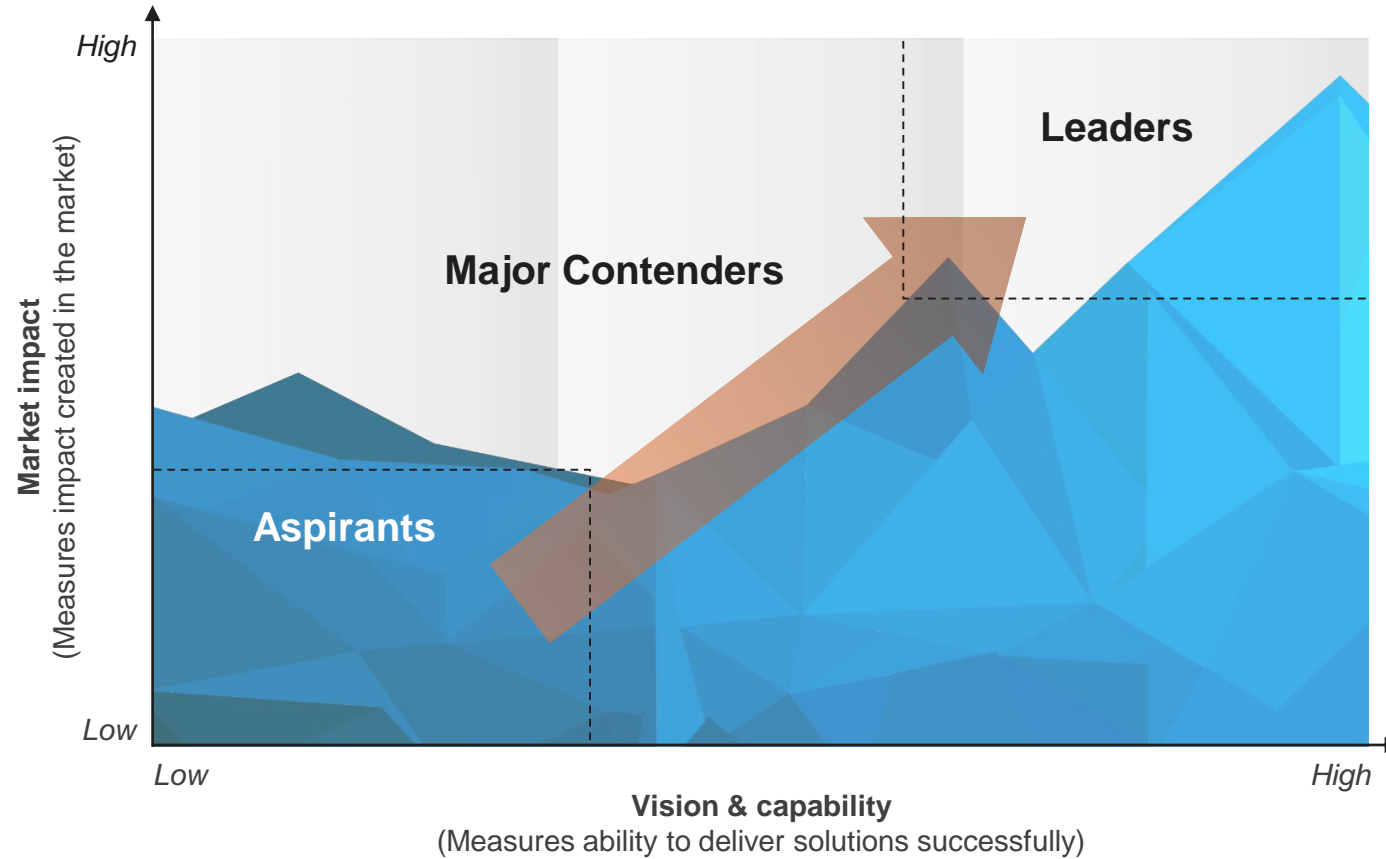 High
Leaders
Major Contenders
Market impact
(Measures impact created in the market)
Aspirants
Low
Low
High
Vision & capability
(Measures ability to deliver solutions successfully)